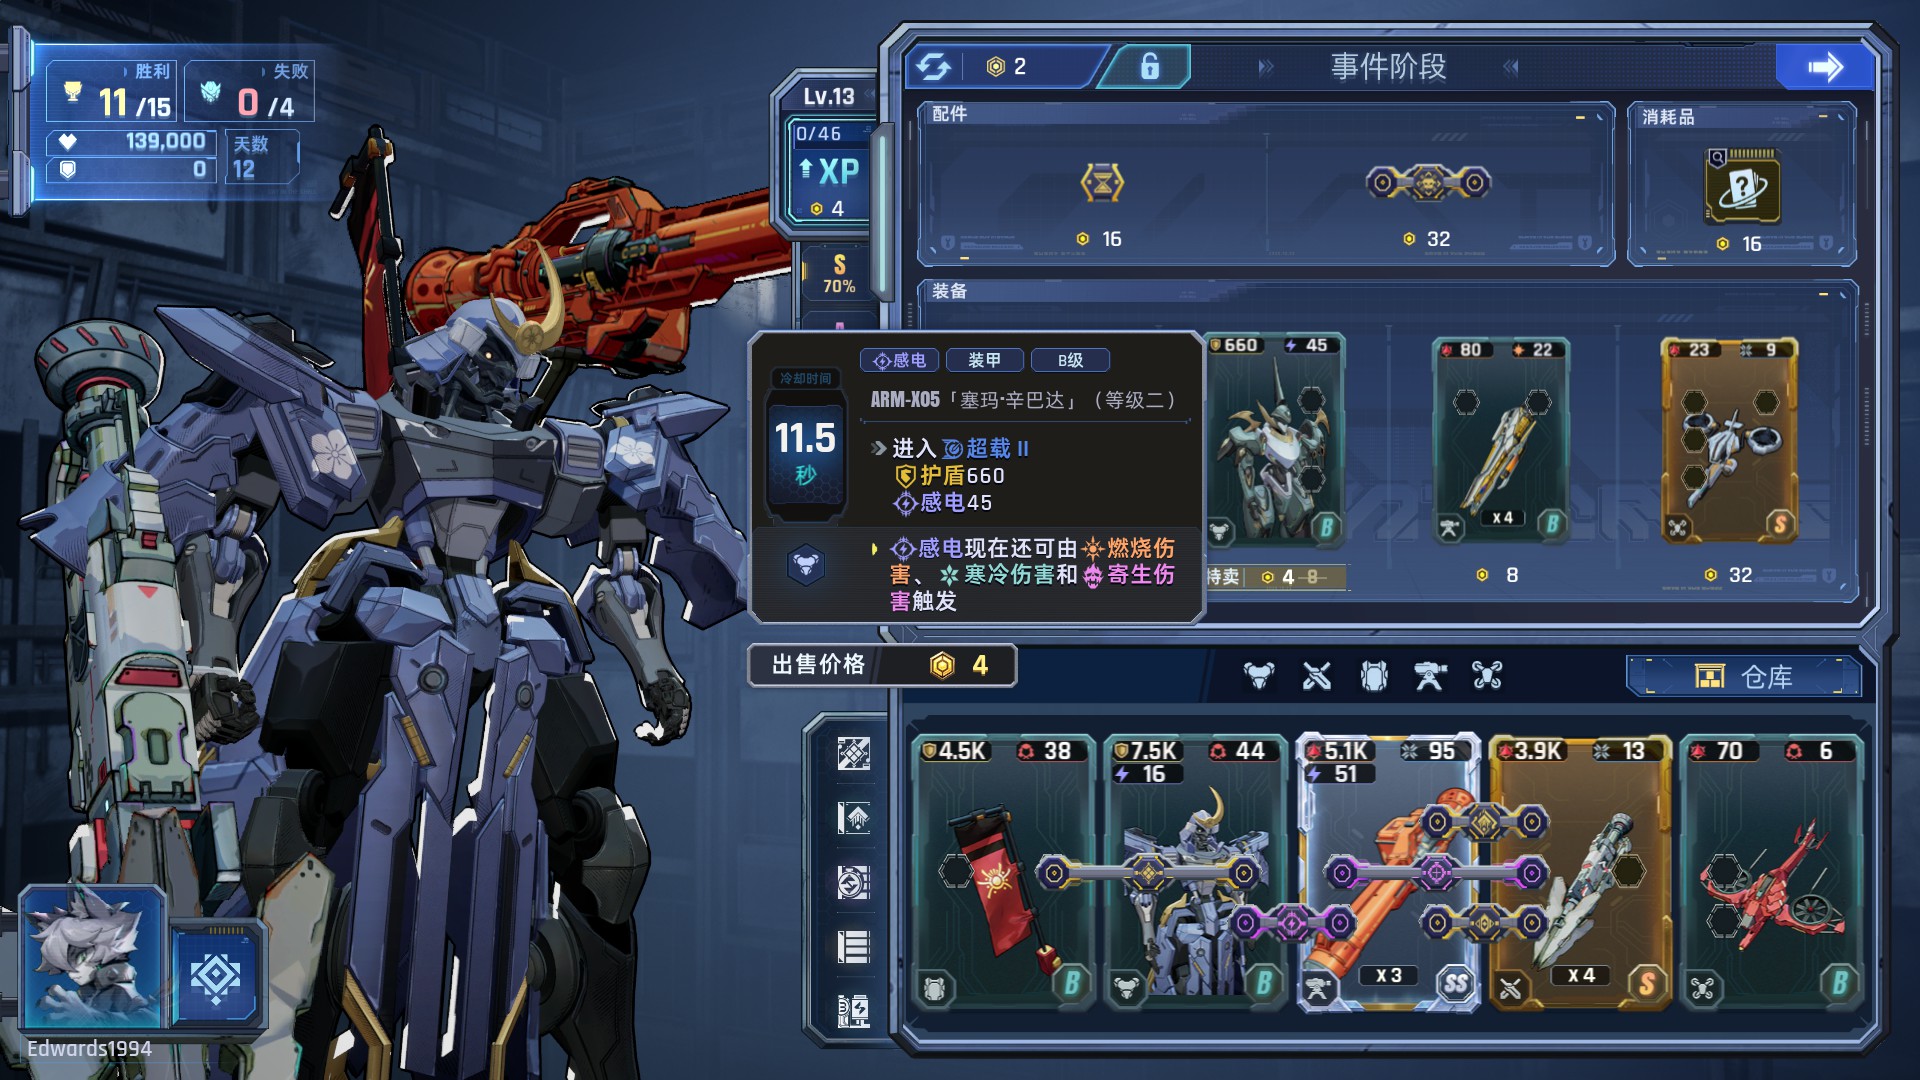 胜利
11/15
失败
0/4
139,000
0
天数
12
Lv.13
0/46
XP
4
S
70%
2
事件阶段
配件
16
32
消耗品
?
16
装备
660
45
B
特卖
4 8
80
22
x4
B
8
23
9
S
32
感电
装甲
B级
冷却时间
11.5
秒
ARM-X05「塞玛·辛巴达」（等级二）
进入超载 II
护盾660
感电45
感电现在还可由燃烧伤
害、寒冷伤害和寄生伤
害触发
出售价格
4
仓库
4.5K
38
B
7.5K
44
16
B
5.1K
95
51
x3
SS
3.9K
13
x4
S
70
6
B
Edwards1994